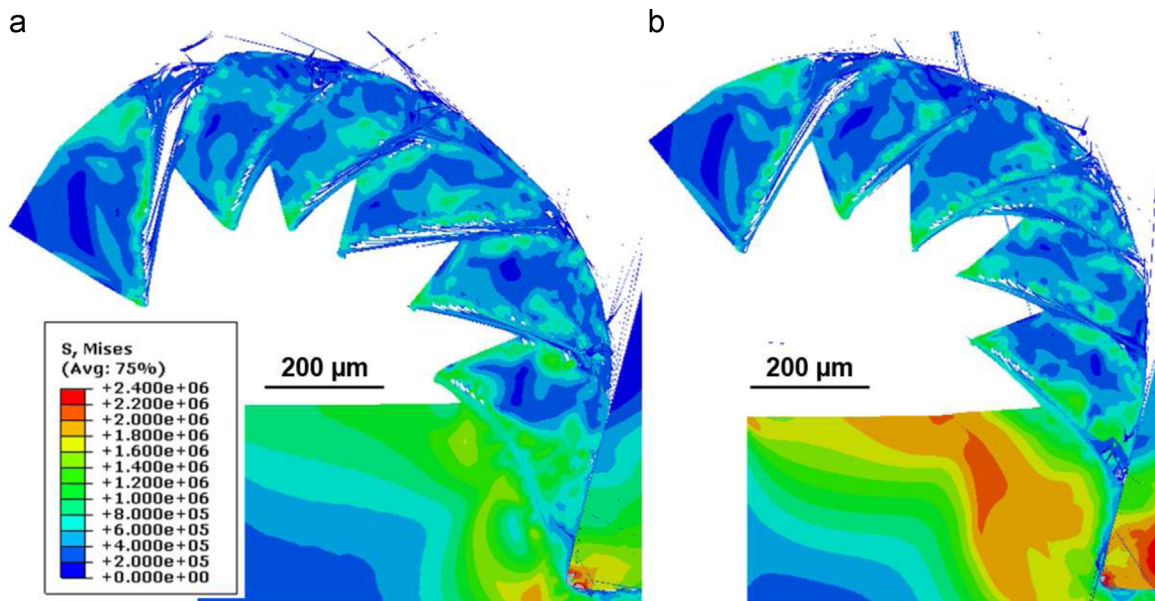 a
b
S, Mises
(Avg: 75%)
+2.400e+06
+2.200e+06
+2.000e+06
+1.800e+06
+1.600e+06
+1.400e+06
+1.200e+06
+1.000e+06
+8.000e+05
+6.000e+05
+4.000e+05
+2.000e+05
+0.000e+00
200 µm
200 µm